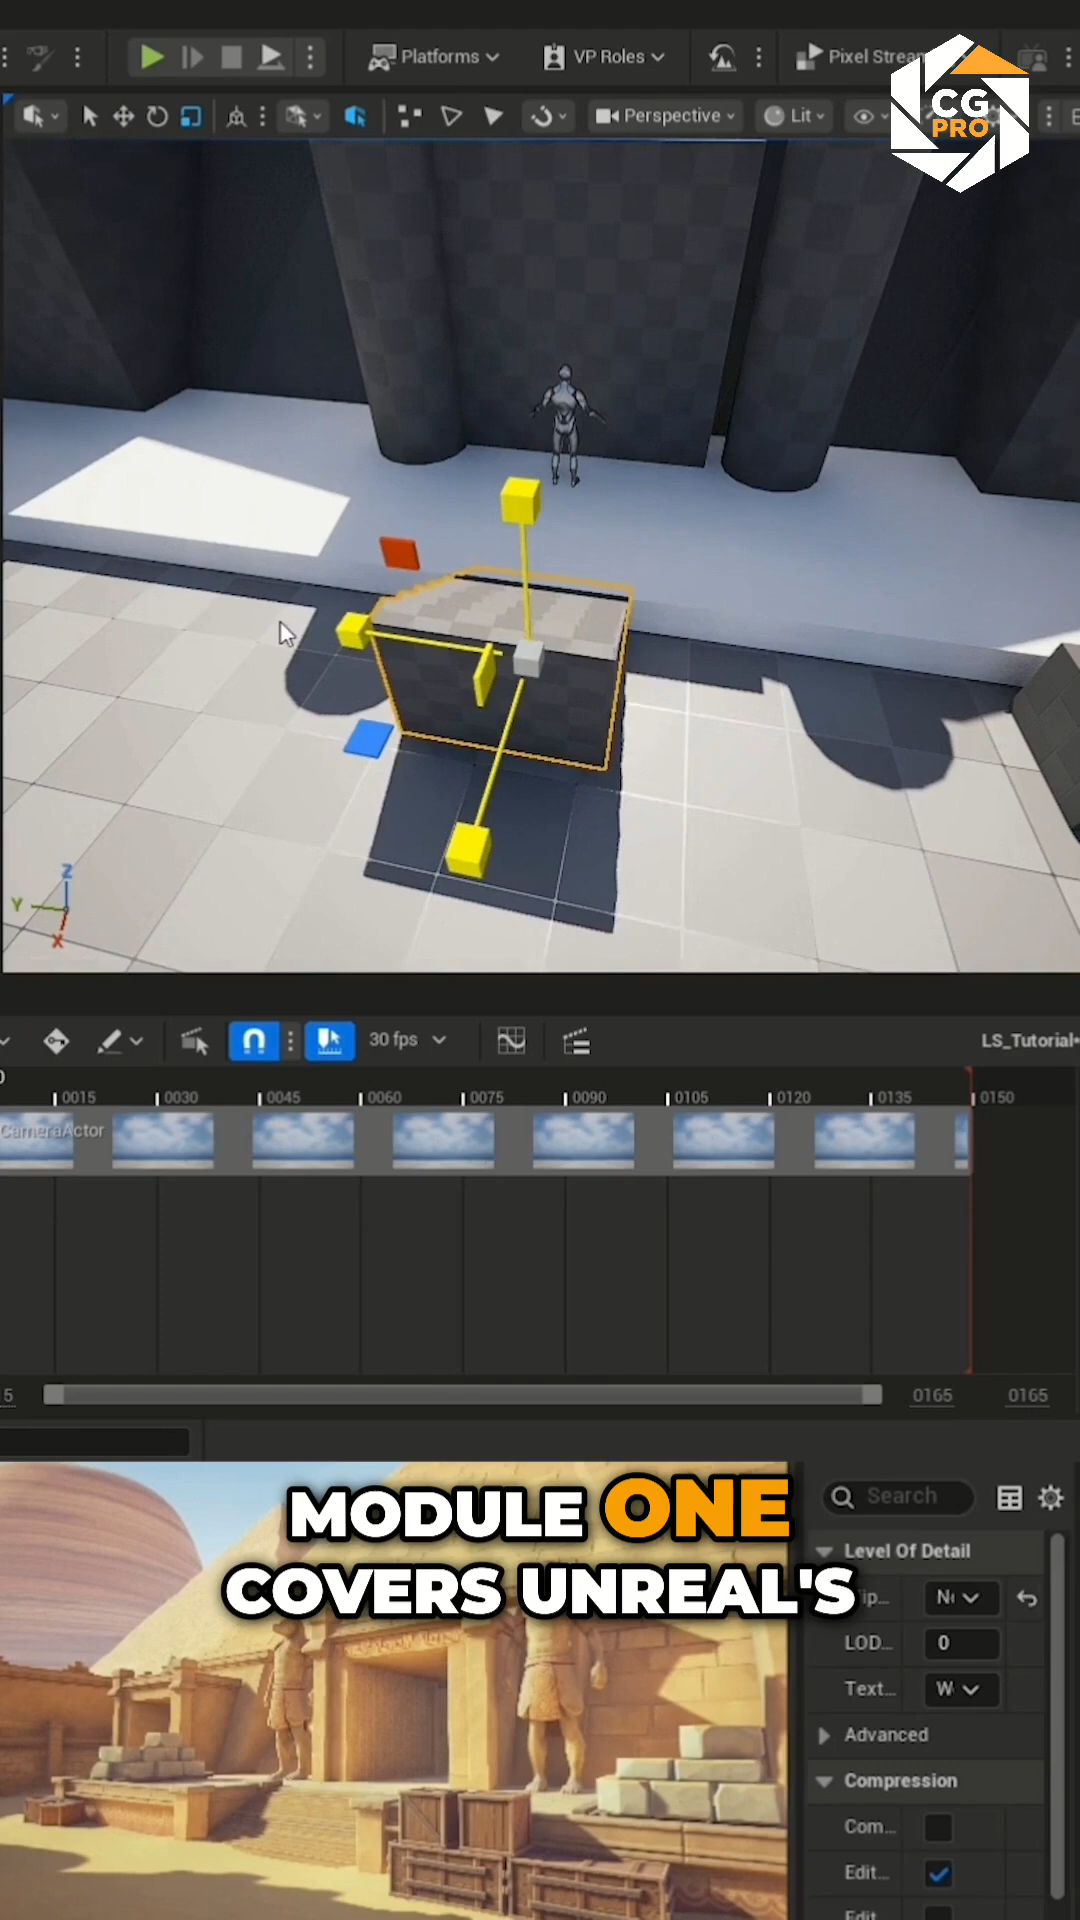 Platforms
VP Roles
Pixel Strea
CG
PRO
Perspective
Lit
Z
Y
X
30 fps
LS_Tutorial•
0015
0030
0045
0060
0075
0090
0105
0120
0135
0150
CameraActor
5
0165
0165
MODULE ONE
COVERS UNREAL'S
Search
Level Of Detail
LOD...
0
Text...
W
Advanced
Compression
Com...
Edit...
Edit